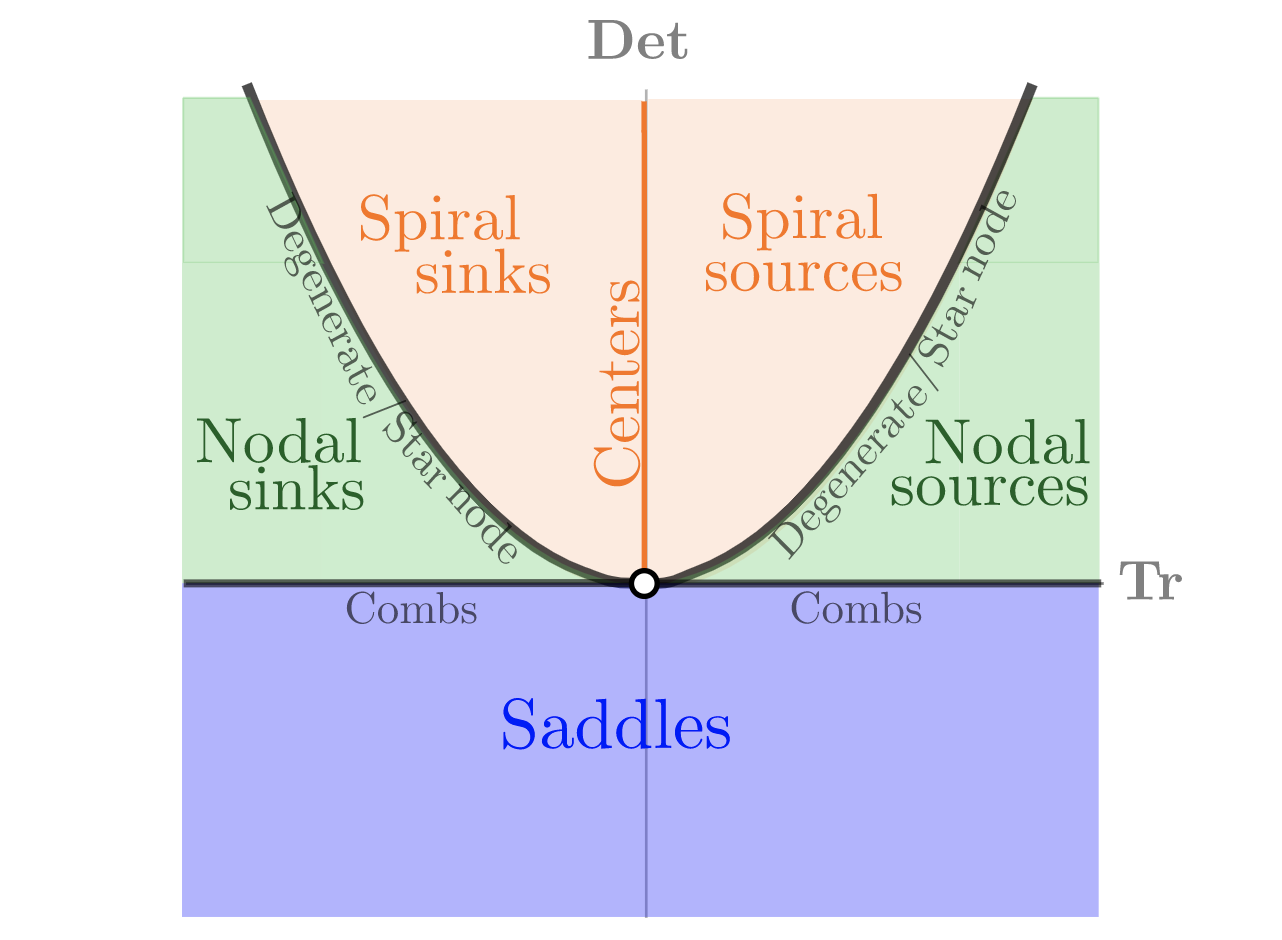 Det
Spiral
sinks
Spiral
sources
Centers
Degenerate/Star node
Degenerate/Star node
Nodal
sinks
Nodal
sources
Tr
Combs
Combs
Saddles